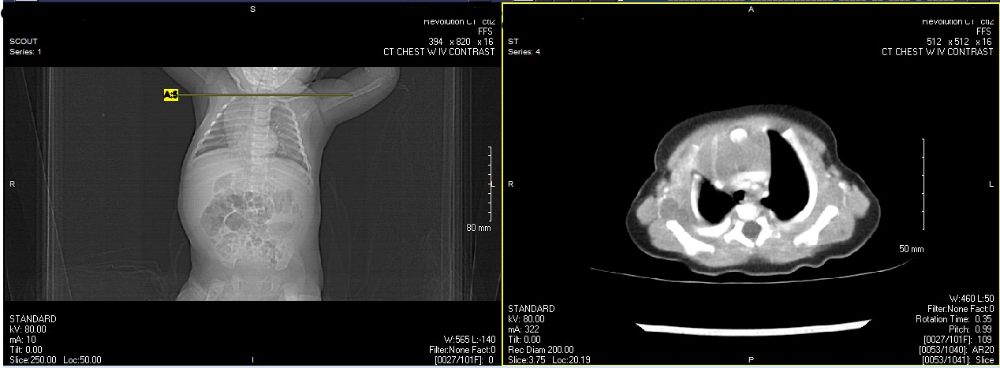 S
Revolution CT
FFS
394 x 820 x 16
CT CHEST W IV CONTRAST
SCOUT
Series: 1
R
L
80 mm
STANDARD
kV: 80.00
mA: 10
Tilt: 0.00
Slice:250.00 Loc:50.00
I
W:565 L:-140
Filter:None Fact:0
[0027/101F]: 0
A
Revolution CT
FFS
512 x 512 x 16
CT CHEST W IV CONTRAST
ST
Series: 4
R
L
50 mm
STANDARD
kV: 80.00
mA: 322
Tilt: 0.00
Rec Diam 200.00
Slice:3.75 Loc:20.19
P
W:460 L:50
Filter:None Fact:0
Rotation Time: 0.35
Pitch: 0.99
[0027/101F]: 109
[0053/1040]: AR20
[0053/1041]: Slice